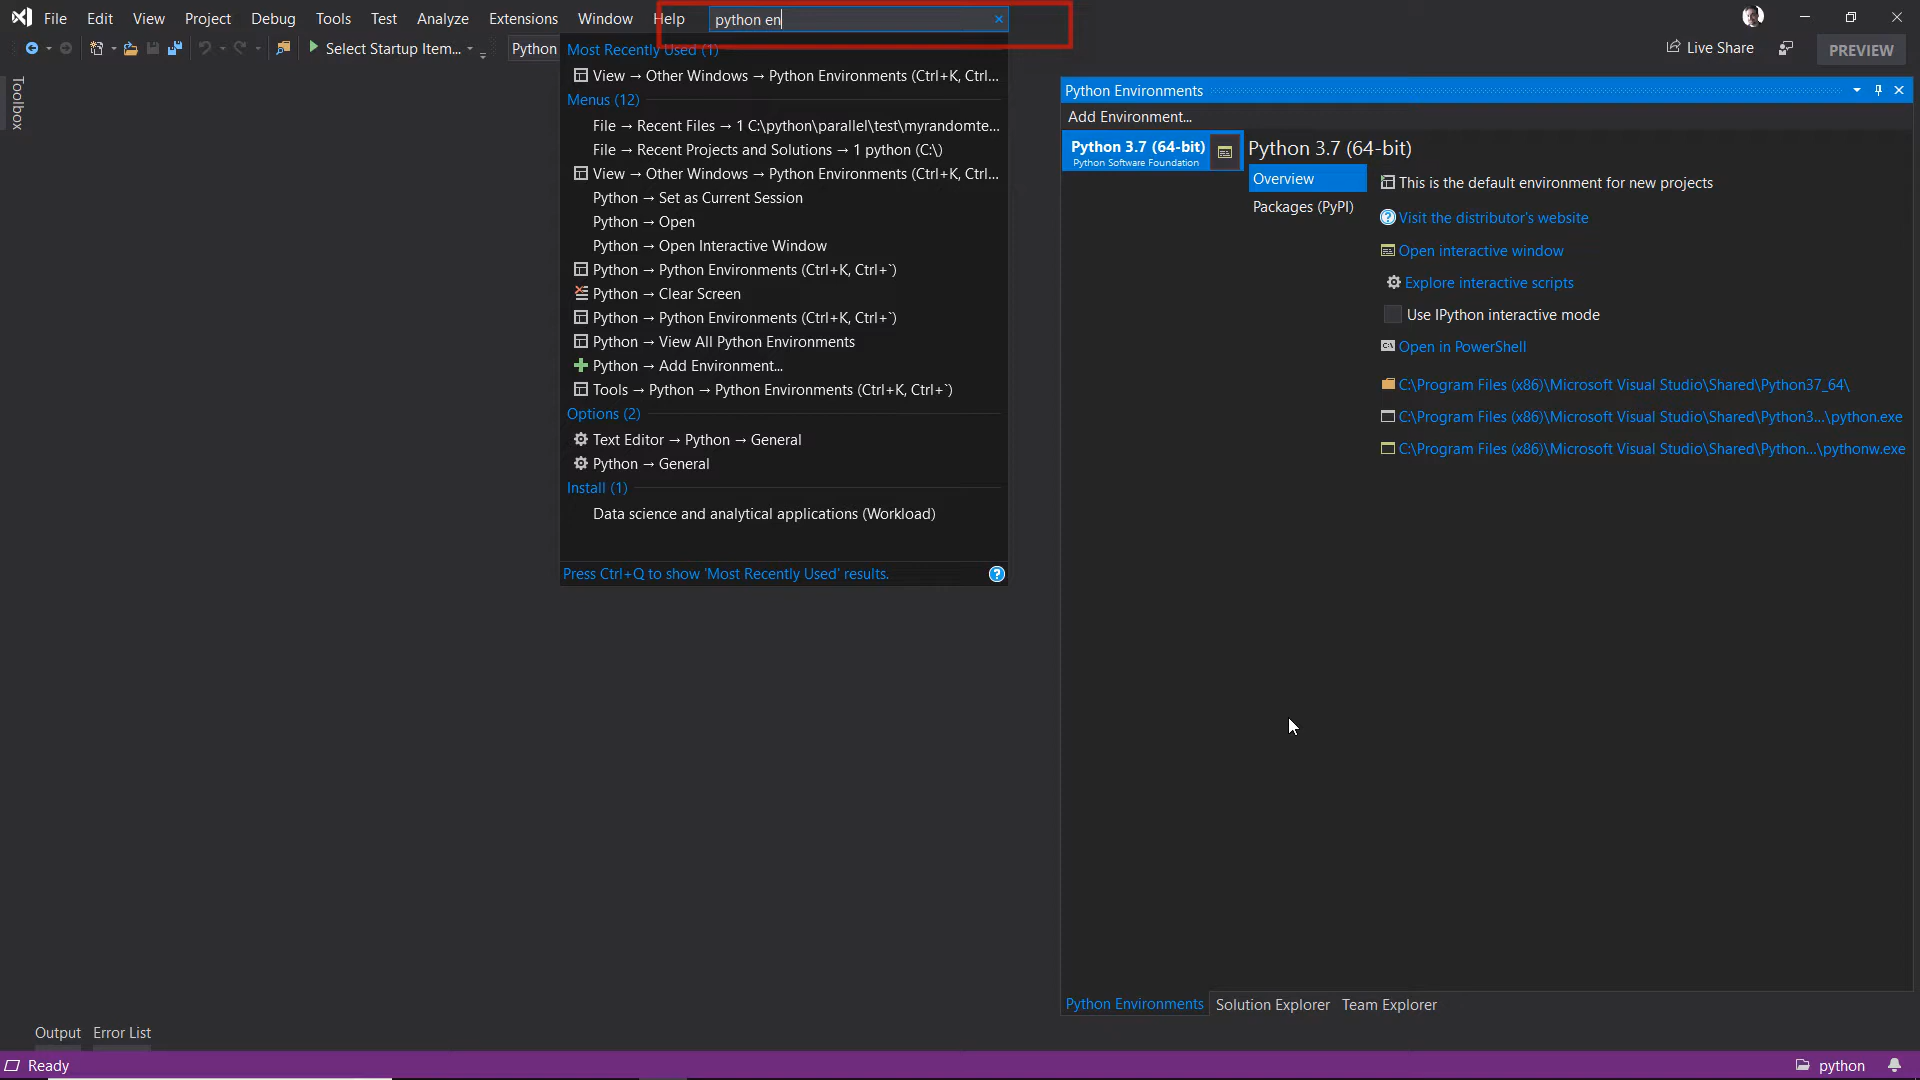 File Edit View Project Debug Tools Test Analyze Extensions Window Help python en
Select Startup Item... Python Live Share PREVIEW
Toolbox
Most Recently Used (1)
View → Other Windows → Python Environments (Ctrl+K, Ctrl...
Menus (12)
File → Recent Files → 1 C:\python\parallel\test\myrandomte...
File → Recent Projects and Solutions → 1 python (C:\)
View → Other Windows → Python Environments (Ctrl+K, Ctrl...
Python → Set as Current Session
Python → Open
Python → Open Interactive Window
Python → Python Environments (Ctrl+K, Ctrl+`)
Python → Clear Screen
Python → Python Environments (Ctrl+K, Ctrl+`)
Python → View All Python Environments
Python → Add Environment...
Tools → Python → Python Environments (Ctrl+K, Ctrl+`)
Options (2)
Text Editor → Python → General
Python → General
Install (1)
Data science and analytical applications (Workload)
Press Ctrl+Q to show 'Most Recently Used' results.
Python Environments
Add Environment...
Python 3.7 (64-bit)
Python Software Foundation
Python 3.7 (64-bit)
Overview
Packages (PyPI)
This is the default environment for new projects
Visit the distributor's website
Open interactive window
Explore interactive scripts
Use IPython interactive mode
Open in PowerShell
C:\Program Files (x86)\Microsoft Visual Studio\Shared\Python37_64\
C:\Program Files (x86)\Microsoft Visual Studio\Shared\Python3...\python.exe
C:\Program Files (x86)\Microsoft Visual Studio\Shared\Python...\pythonw.exe
Python Environments Solution Explorer Team Explorer
Output Error List
Ready python